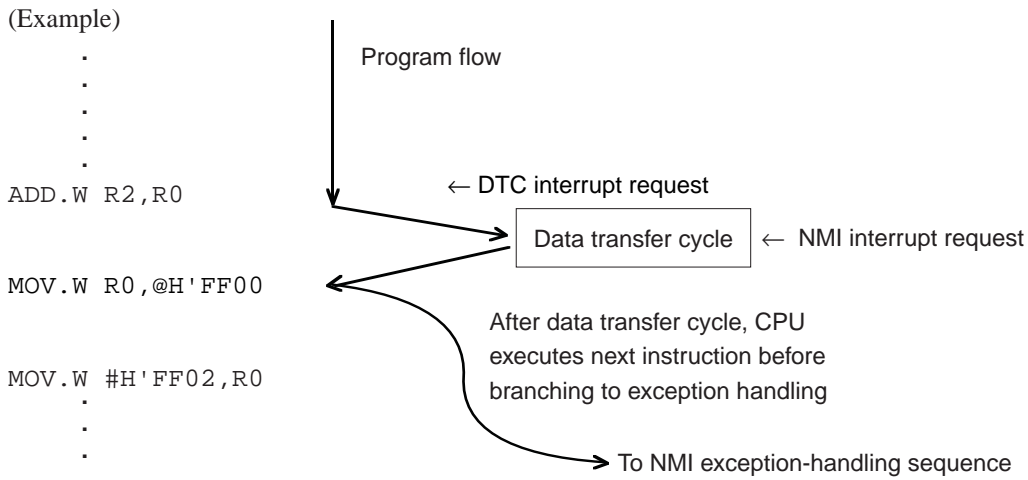 (Example)
Program flow
ADD.W R2,R0
← DTC interrupt request
Data transfer cycle
← NMI interrupt request
MOV.W R0,@H'FF00
After data transfer cycle, CPU
executes next instruction before
branching to exception handling
MOV.W #H'FF02,R0
To NMI exception-handling sequence